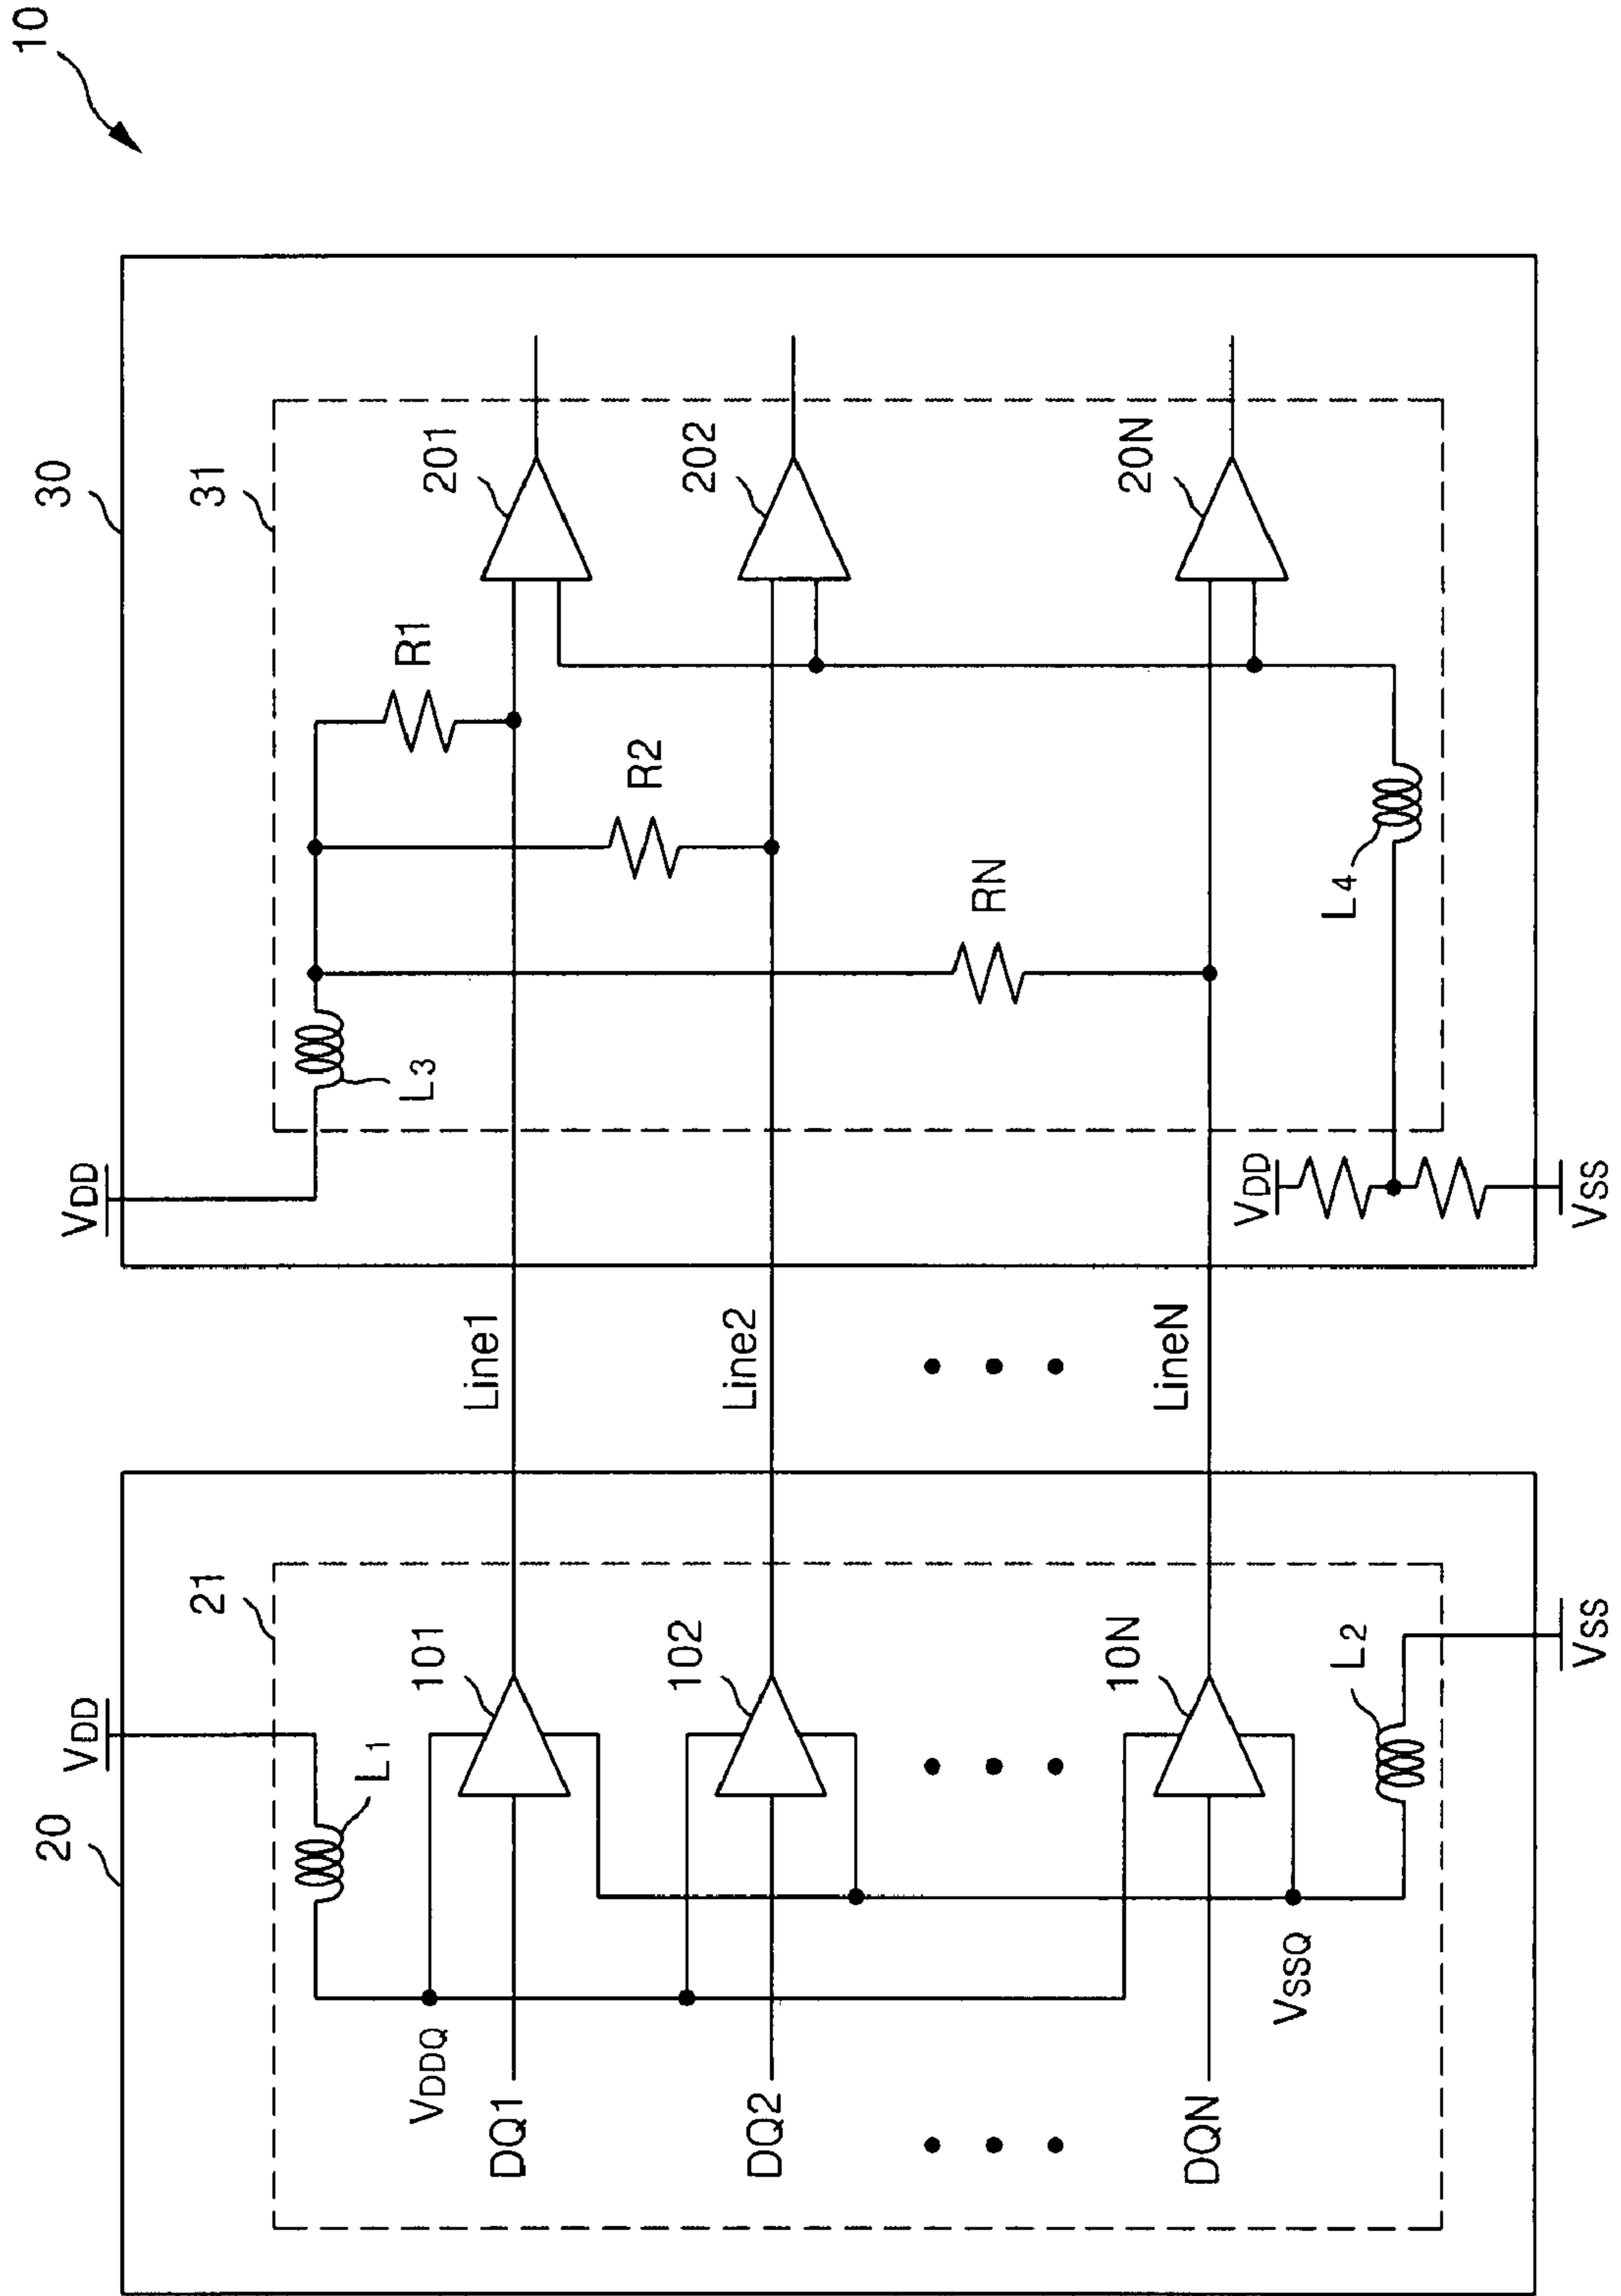 10
30
31
VDD
L3
R1
201
R2
202
RN
20N
L4
VDD
VSS
Line1
Line2
LineN
20
21
VDD
L1
101
102
10N
L2
VSS
VDDQ
VSSQ
DQ1
DQ2
DQN